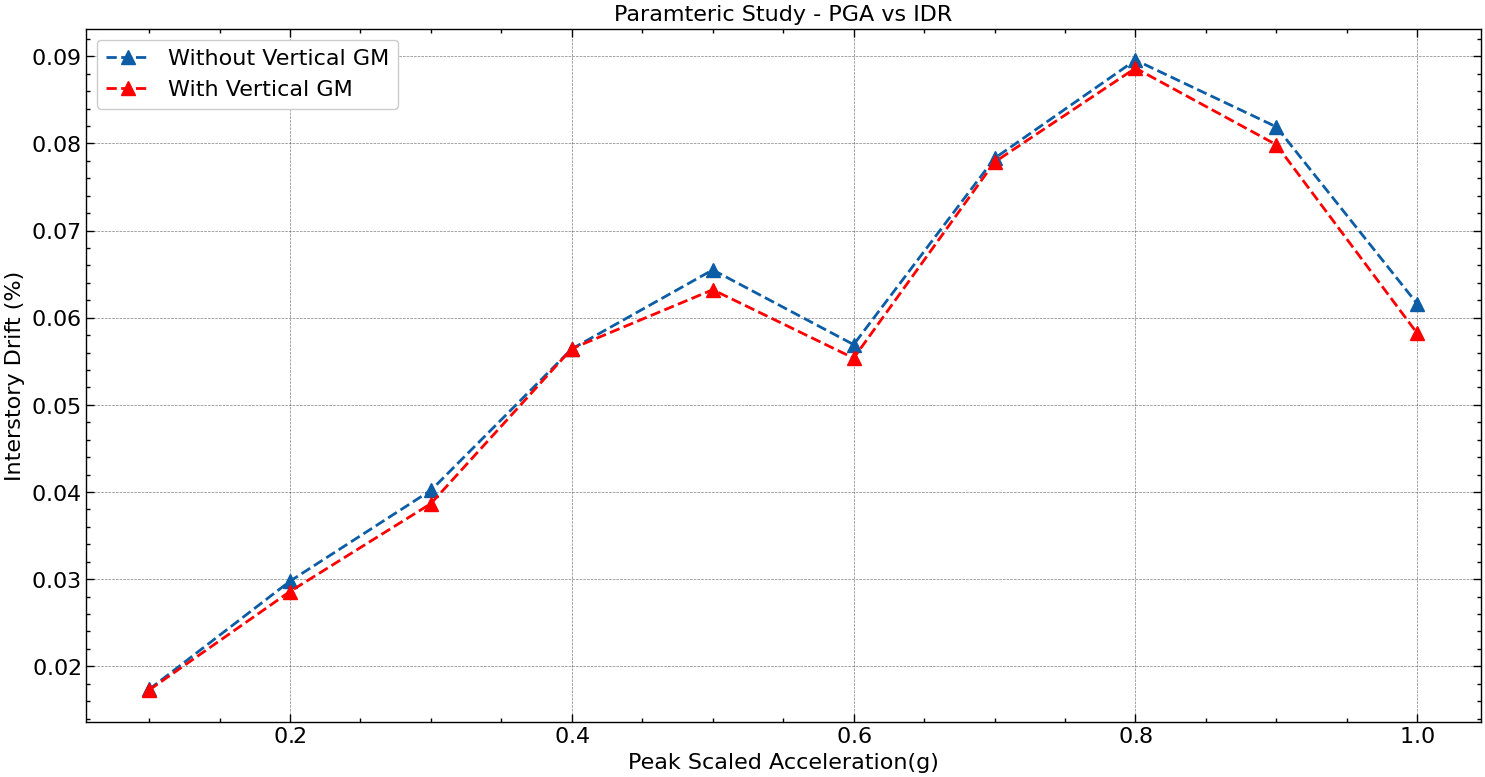 Paramteric Study - PGA vs IDR
Without Vertical GM
With Vertical GM
0.09
0.08
0.07
0.06
0.05
0.04
0.03
0.02
Interstory Drift (%)
0.2 0.4 0.6 0.8 1.0
Peak Scaled Acceleration(g)